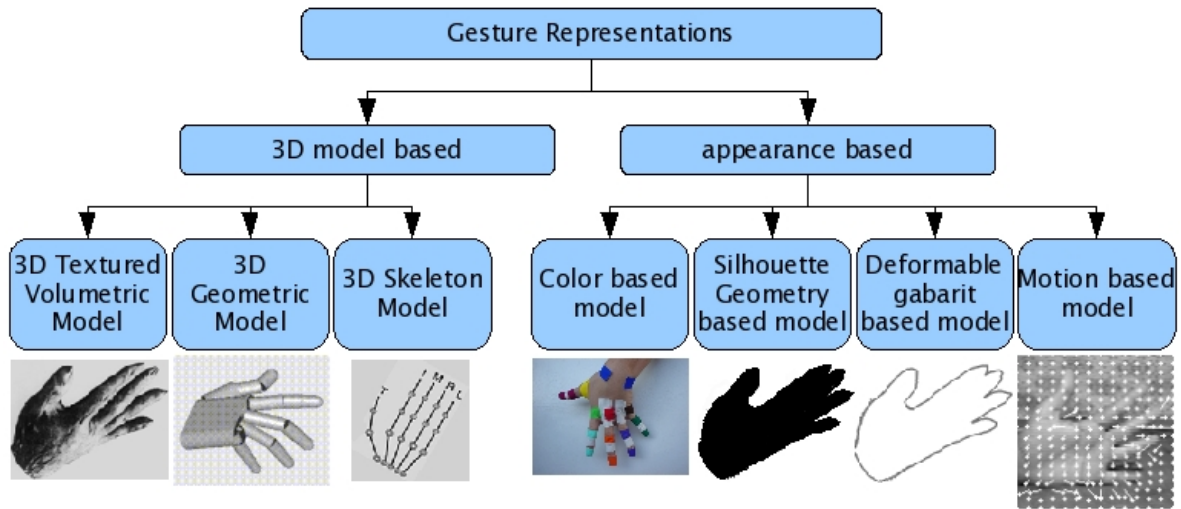 Gesture Representations
3D model based
appearance based
3D Textured
Volumetric
Model
3D
Geometric
Model
3D Skeleton
Model
Color based
model
Silhouette
Geometry
based model
Deformable
gabarit
based model
Motion based
model
T I M R L